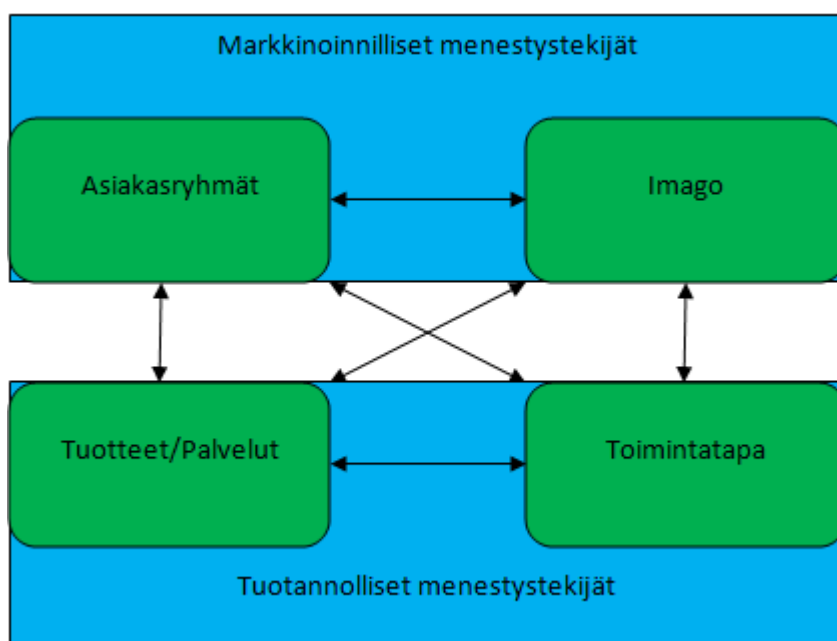 Markkinoinnilliset menestystekijät
Asiakasryhmät
Imago
Tuotteet/Palvelut
Toimintatapa
Tuotannolliset menestystekijät